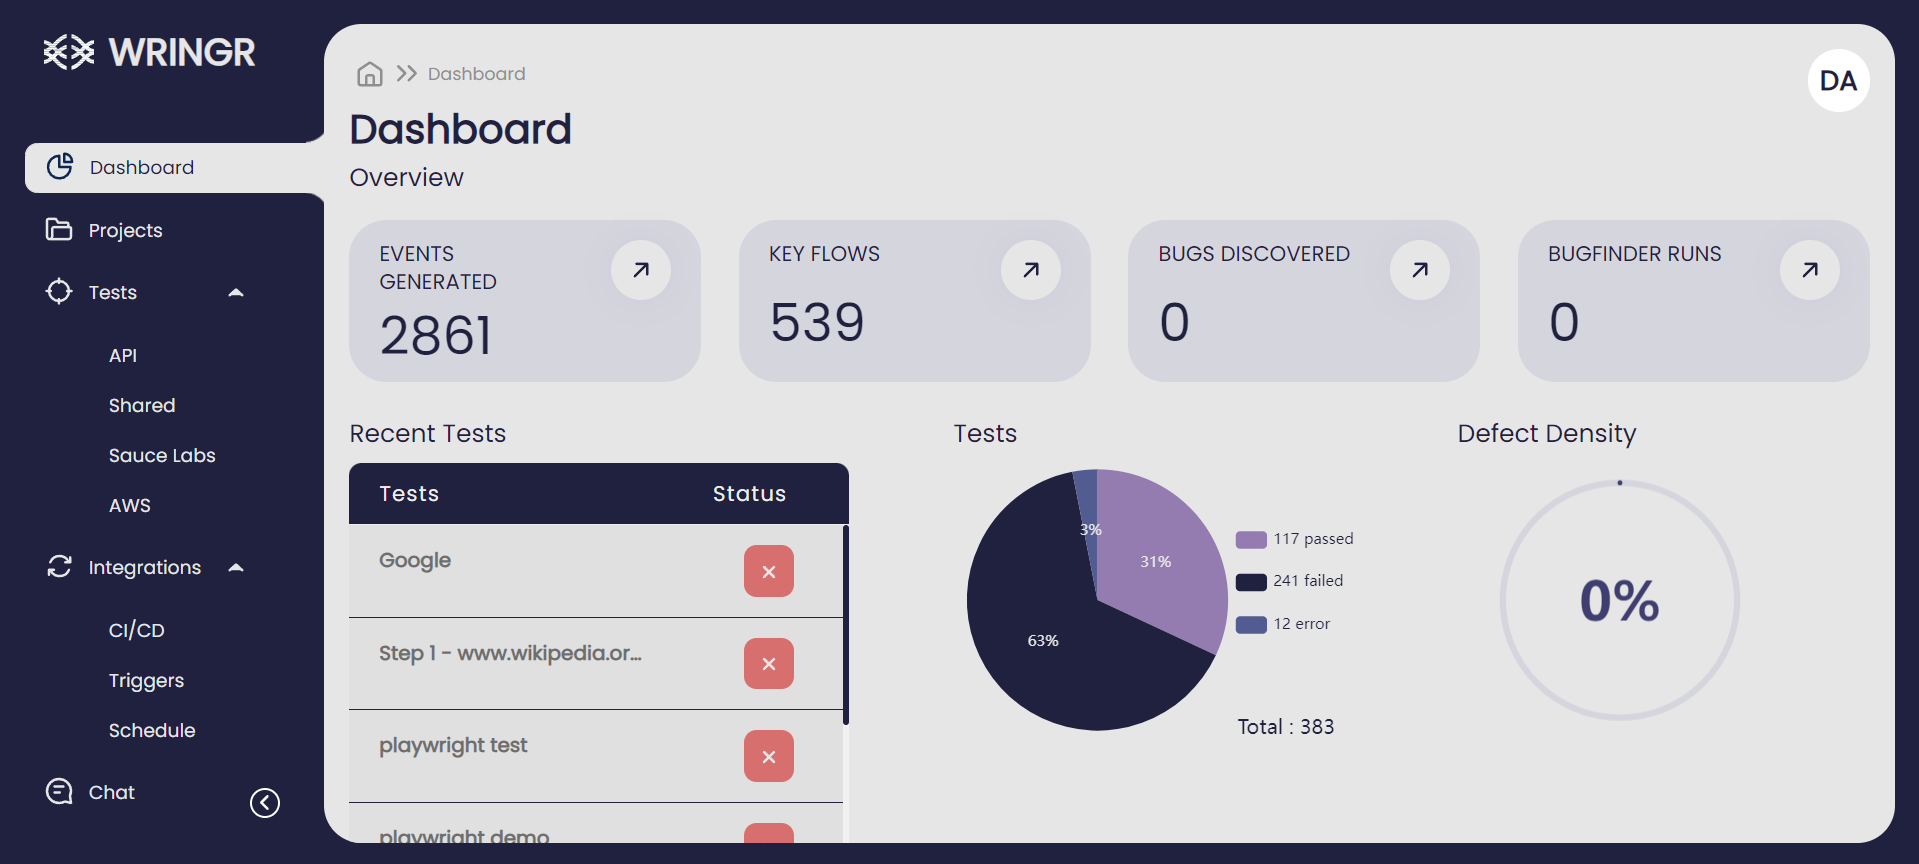 WRINGR
Dashboard
Projects
Tests
API
Shared
Sauce Labs
AWS
Integrations
CI/CD
Triggers
Schedule
Chat
Dashboard
DA
Dashboard
Overview
EVENTS
GENERATED
2861
KEY FLOWS
539
BUGS DISCOVERED
0
BUGFINDER RUNS
0
Recent Tests
Tests Status
Google
Step 1 - www.wikipedia.or...
playwright test
playwright demo
Tests
3%
31%
63%
117 passed
241 failed
12 error
Total : 383
Defect Density
0%